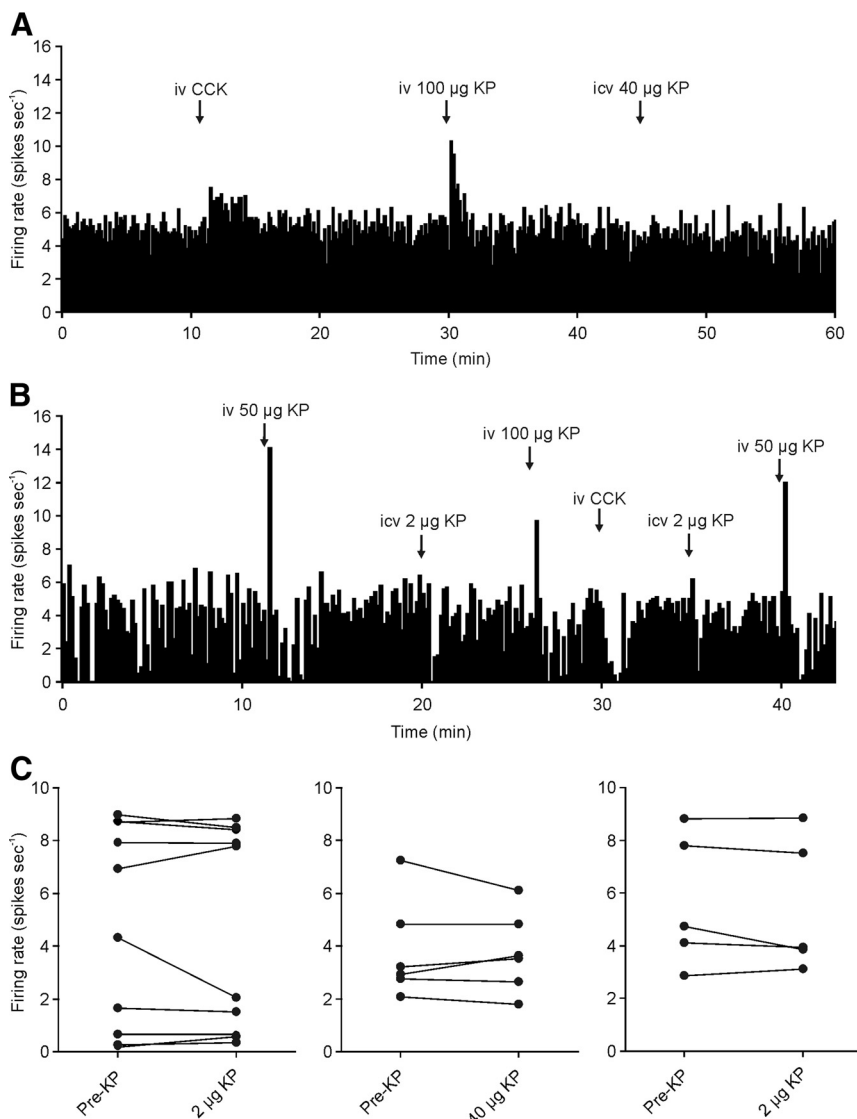 A
16
14
12
10
8
6
4
2
0
Firing rate (spikes sec⁻¹)
iv CCK
iv 100 µg KP
icv 40 µg KP
0 10 20 30 40 50 60
Time (min)
B
16
14
12
10
8
6
4
2
0
Firing rate (spikes sec⁻¹)
iv 50 µg KP
icv 2 µg KP
iv 100 µg KP
iv CCK
icv 2 µg KP
iv 50 µg KP
0 10 20 30 40
Time (min)
C
10
8
6
4
2
0
Firing rate (spikes sec⁻¹)
Pre-KP
2 µg KP
10
8
6
4
2
0
Pre-KP
40 µg KP
10
8
6
4
2
0
Pre-KP
2 µg KP